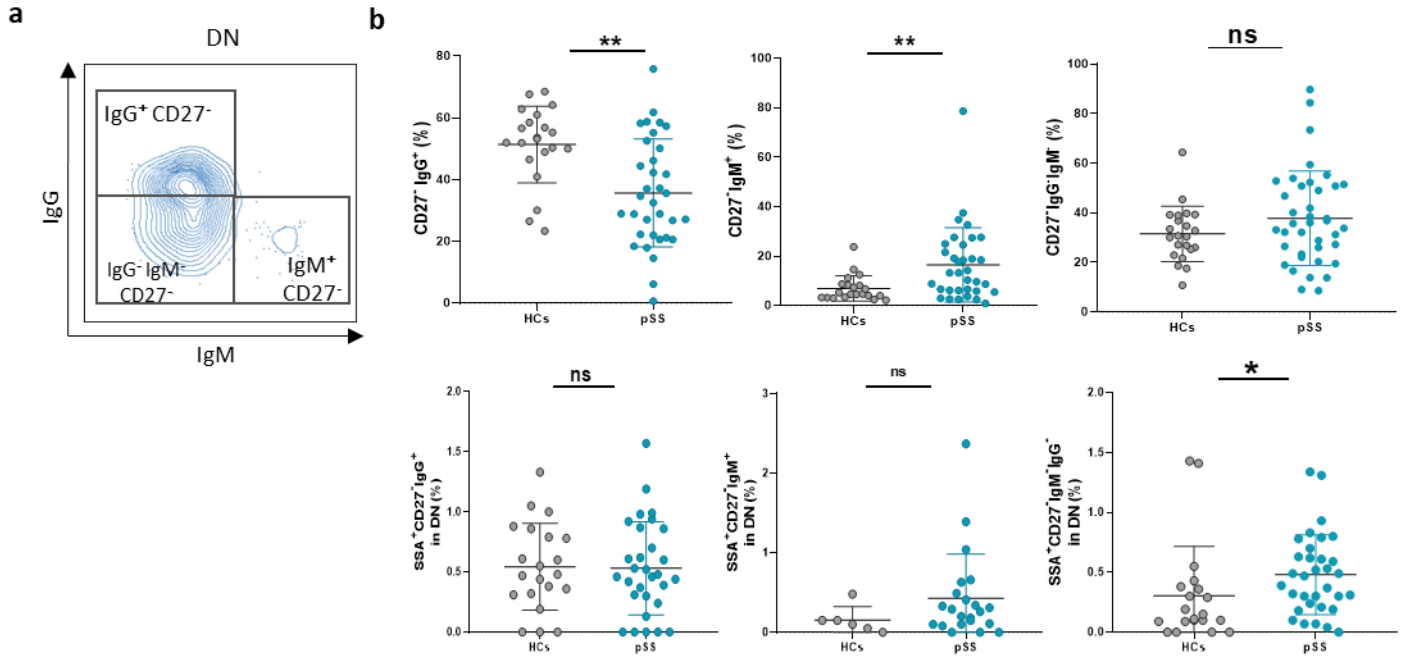 a
DN
IgG⁺ CD27⁻
IgG⁻ IgM⁻
CD27⁻
IgM⁺
CD27⁻
IgG
IgM
b
**
80
60
40
20
0
CD27⁻IgG⁺ (%)
HCs
pSS
**
100
80
60
40
20
0
CD27⁻IgM⁺ (%)
HCs
pSS
ns
100
80
60
40
20
0
CD27⁻IgG⁻IgM⁻ (%)
HCs
pSS
ns
2.0
1.5
1.0
0.5
0.0
SSA⁺CD27⁻IgG⁺
in DN (%)
HCs
pSS
ns
3
2
1
0
SSA⁺CD27⁻IgM⁺
in DN (%)
HCs
pSS
*
2.0
1.5
1.0
0.5
0.0
SSA⁺CD27⁻IgM⁻IgG⁻
in DN (%)
HCs
pSS